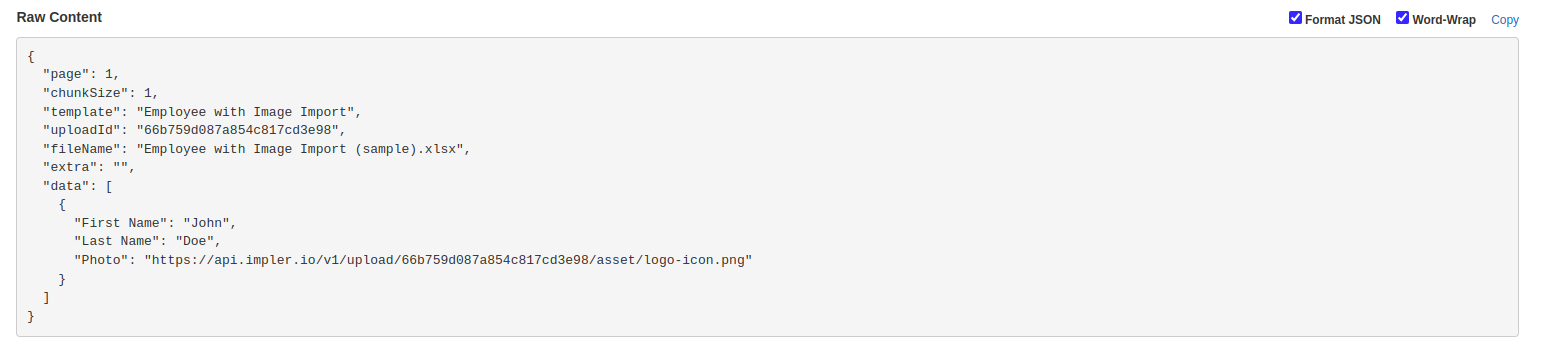 Raw Content
Format JSON Word-Wrap Copy
{
  "page": 1,
  "chunkSize": 1,
  "template": "Employee with Image Import",
  "uploadId": "66b759d087a854c817cd3e98",
  "fileName": "Employee with Image Import (sample).xlsx",
  "extra": "",
  "data": [
    {
      "First Name": "John",
      "Last Name": "Doe",
      "Photo": "https://api.impler.io/v1/upload/66b759d087a854c817cd3e98/asset/logo-icon.png"
    }
  ]
}